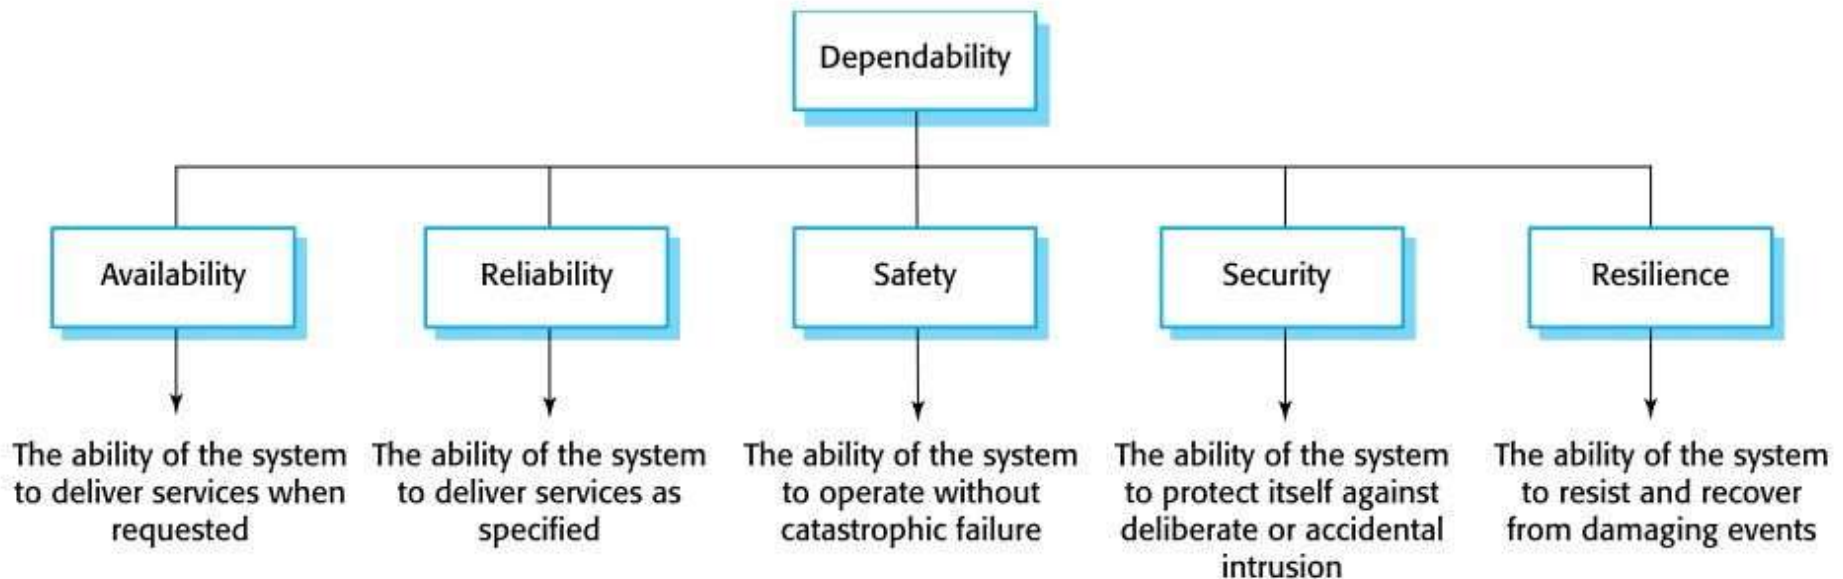 Dependability
Availability
Reliability
Safety
Security
Resilience
The ability of the system
to deliver services when
requested
The ability of the system
to deliver services as
specified
The ability of the system
to operate without
catastrophic failure
The ability of the system
to protect itself against
deliberate or accidental
intrusion
The ability of the system
to resist and recover
from damaging events